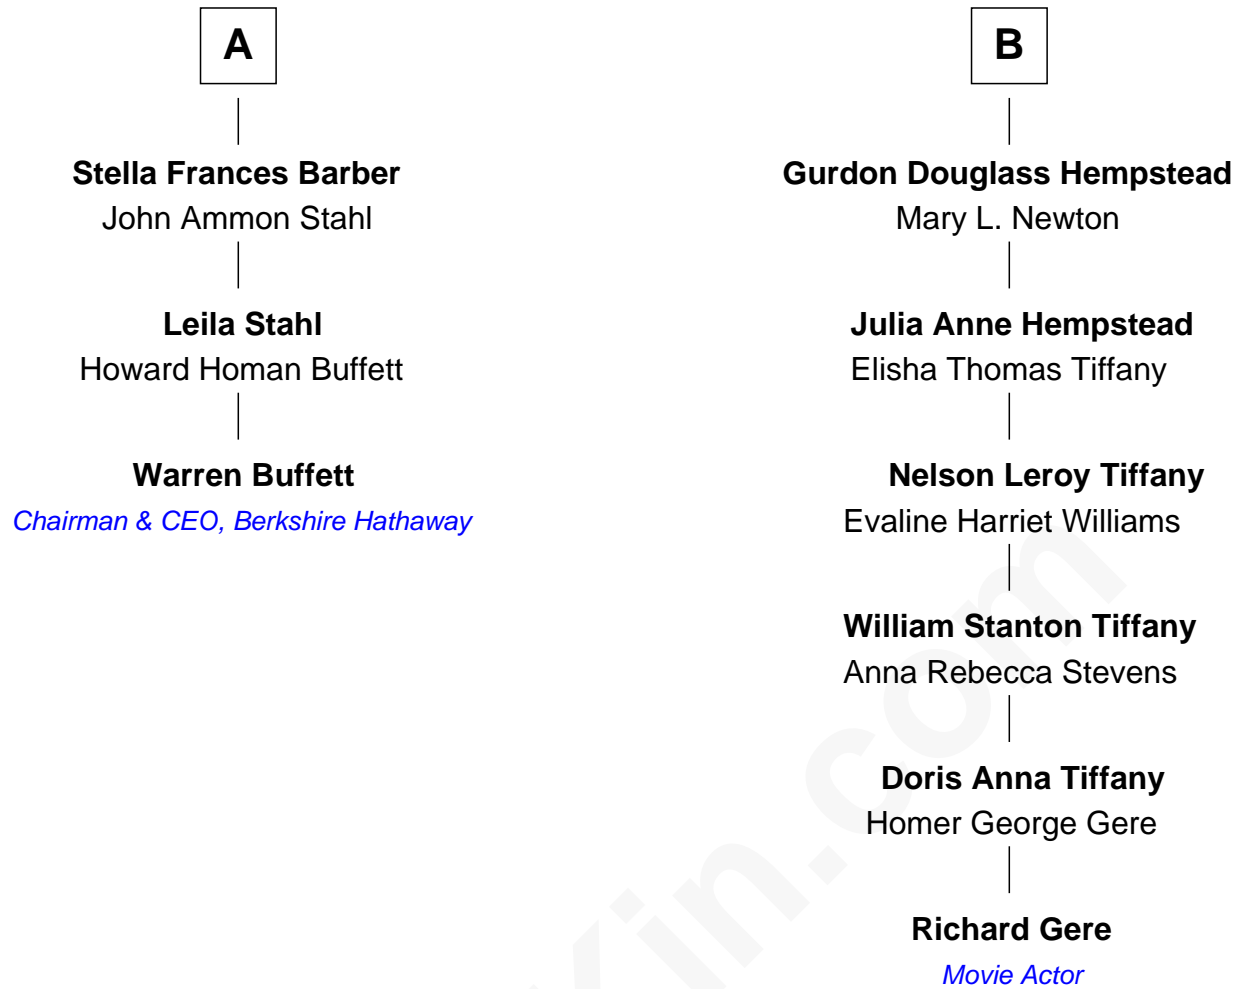 A
Stella Frances Barber
John Ammon Stahl
Leila Stahl
Howard Homan Buffett
Warren Buffett
Chairman & CEO, Berkshire Hathaway
B
Gurdon Douglass Hempstead
Mary L. Newton
Julia Anne Hempstead
Elisha Thomas Tiffany
Nelson Leroy Tiffany
Evaline Harriet Williams
William Stanton Tiffany
Anna Rebecca Stevens
Doris Anna Tiffany
Homer George Gere
Richard Gere
Movie Actor
Kin.com